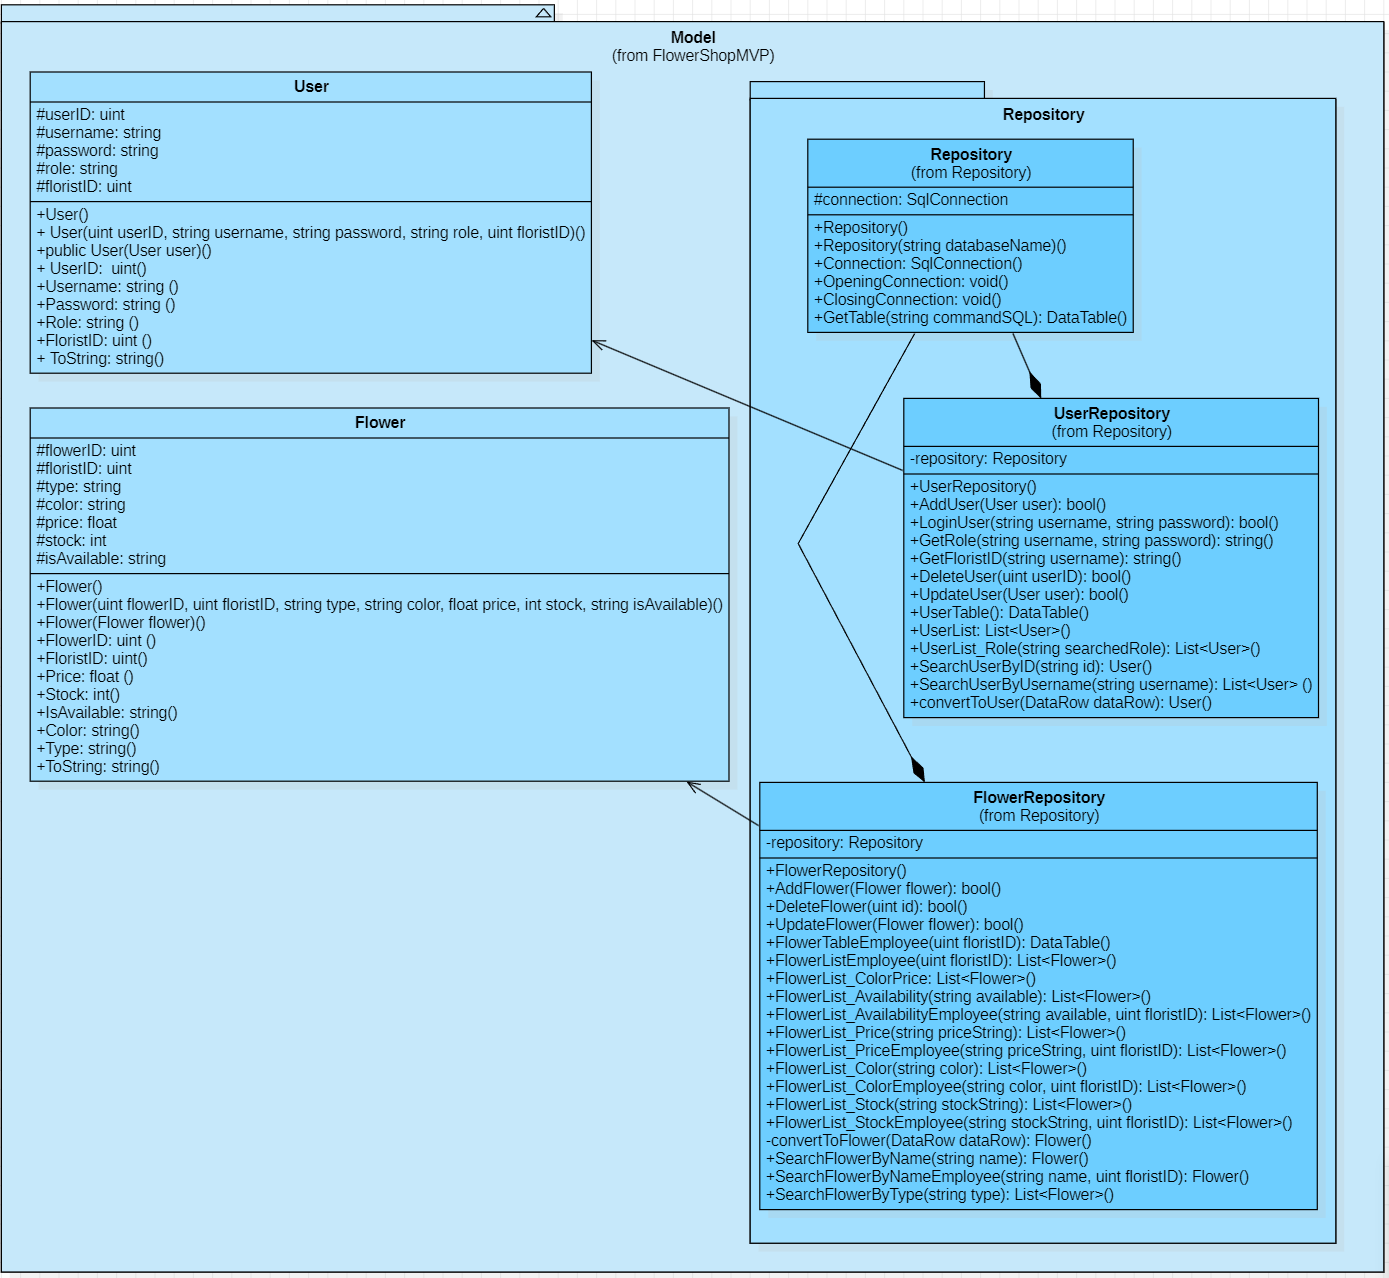 Model
(from FlowerShopMVP)
User
#userID: uint
#username: string
#password: string
#role: string
#floristID: uint
+User()
+ User(uint userID, string username, string password, string role, uint floristID)()
+public User(User user)()
+ UserID:  uint()
+Username: string ()
+Password: string ()
+Role: string ()
+FloristID: uint ()
+ ToString: string()
Flower
#flowerID: uint
#floristID: uint
#type: string
#color: string
#price: float
#stock: int
#isAvailable: string
+Flower()
+Flower(uint flowerID, uint floristID, string type, string color, float price, int stock, string isAvailable)()
+Flower(Flower flower)()
+FlowerID: uint ()
+FloristID: uint()
+Price: float ()
+Stock: int()
+IsAvailable: string()
+Color: string()
+Type: string()
+ToString: string()
Repository
Repository
(from Repository)
#connection: SqlConnection
+Repository()
+Repository(string databaseName)()
+Connection: SqlConnection()
+OpeningConnection: void()
+ClosingConnection: void()
+GetTable(string commandSQL): DataTable()
UserRepository
(from Repository)
-repository: Repository
+UserRepository()
+AddUser(User user): bool()
+LoginUser(string username, string password): bool()
+GetRole(string username, string password): string()
+GetFloristID(string username): string()
+DeleteUser(uint userID): bool()
+UpdateUser(User user): bool()
+UserTable(): DataTable()
+UserList: List<User>()
+UserList_Role(string searchedRole): List<User>()
+SearchUserByID(string id): User()
+SearchUserByUsername(string username): List<User> ()
+convertToUser(DataRow dataRow): User()
FlowerRepository
(from Repository)
-repository: Repository
+FlowerRepository()
+AddFlower(Flower flower): bool()
+DeleteFlower(uint id): bool()
+UpdateFlower(Flower flower): bool()
+FlowerTableEmployee(uint floristID): DataTable()
+FlowerListEmployee(uint floristID): List<Flower>()
+FlowerList_ColorPrice: List<Flower>()
+FlowerList_Availability(string available): List<Flower>()
+FlowerList_AvailabilityEmployee(string available, uint floristID): List<Flower>()
+FlowerList_Price(string priceString): List<Flower>()
+FlowerList_PriceEmployee(string priceString, uint floristID): List<Flower>()
+FlowerList_Color(string color): List<Flower>()
+FlowerList_ColorEmployee(string color, uint floristID): List<Flower>()
+FlowerList_Stock(string stockString): List<Flower>()
+FlowerList_StockEmployee(string stockString, uint floristID): List<Flower>()
-convertToFlower(DataRow dataRow): Flower()
+SearchFlowerByName(string name): Flower()
+SearchFlowerByNameEmployee(string name, uint floristID): Flower()
+SearchFlowerByType(string type): List<Flower>()